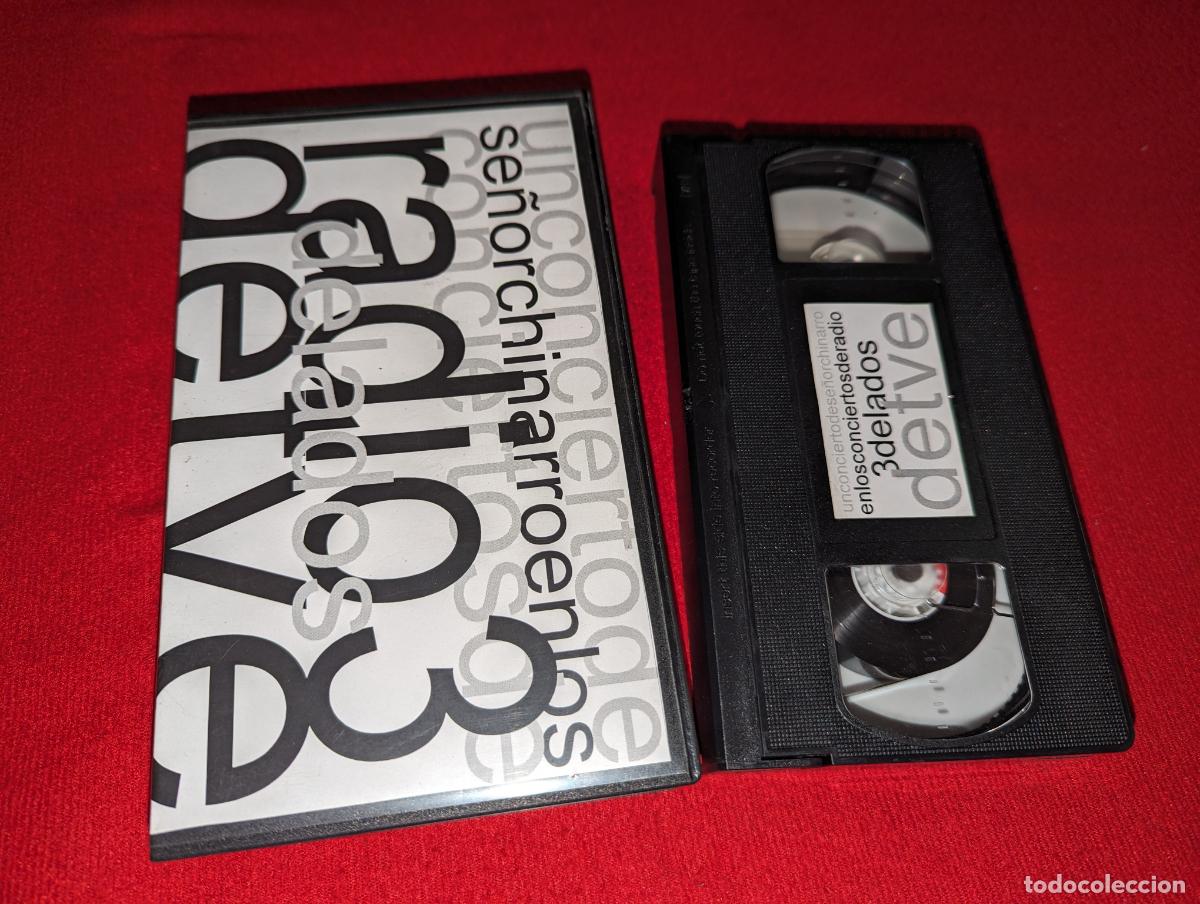 unconciertode
señorchinarroenlos
conciertosde
radio3
delados
detve
unconciertodeseñorchinarro
enlosconciertosderadio
3delados
detve
todocoleccion